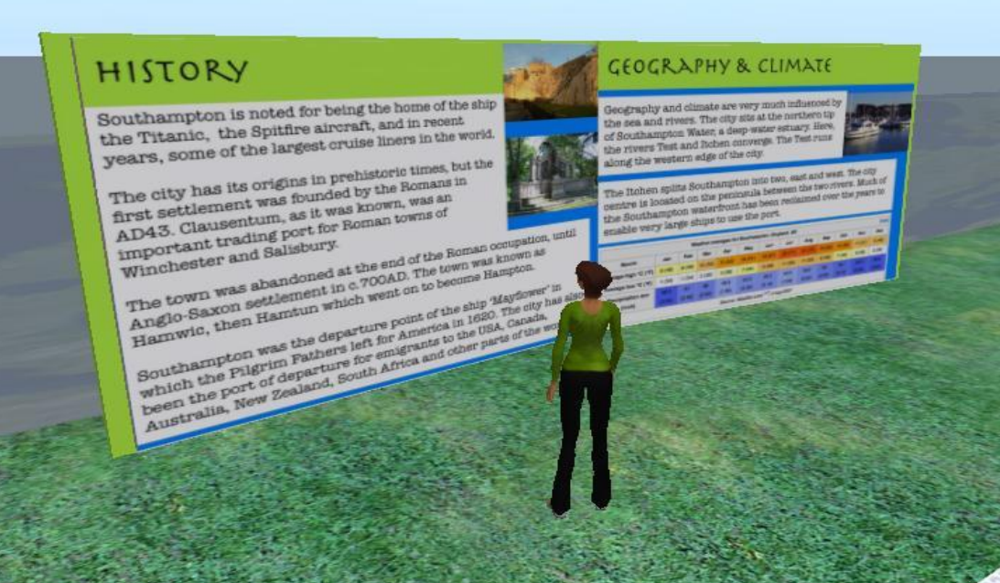 HISTORY
Southampton is noted for being the home of the ship
the Titanic, the Spitfire aircraft, and in recent
years, some of the largest cruise liners in the world.
The city has its origins in prehistoric times, but the
first settlement was founded by the Romans in
AD43. Clausentum, as it was known, was an
important trading port for Roman towns of
Winchester and Salisbury.
The town was abandoned at the end of the Roman occupation, until
Anglo-Saxon settlement in c.700AD. The town was known as
Hamwic, then Hamtun which went on to become Hampton.
Southampton was the departure point of the ship 'Mayflower' in
which the Pilgrim Fathers left for America in 1620. The city has also
been the port of departure for emigrants to the USA, Canada,
Australia, New Zealand, South Africa and other parts of the
GEOGRAPHY & CLIMATE
Geography and climate are very much influenced by
the sea and rivers. The city sits at the northern tip
of Southampton Water, a deep-water estuary. Here,
the rivers Test and Itchen converge. The Test runs
along the western edge of the city.
The Itchen splits Southampton into two, east and west. The city
centre is located on the peninsula between the two rivers. Much of
the Southampton waterfront has been reclaimed over the years to
enable very large ships to use the port.